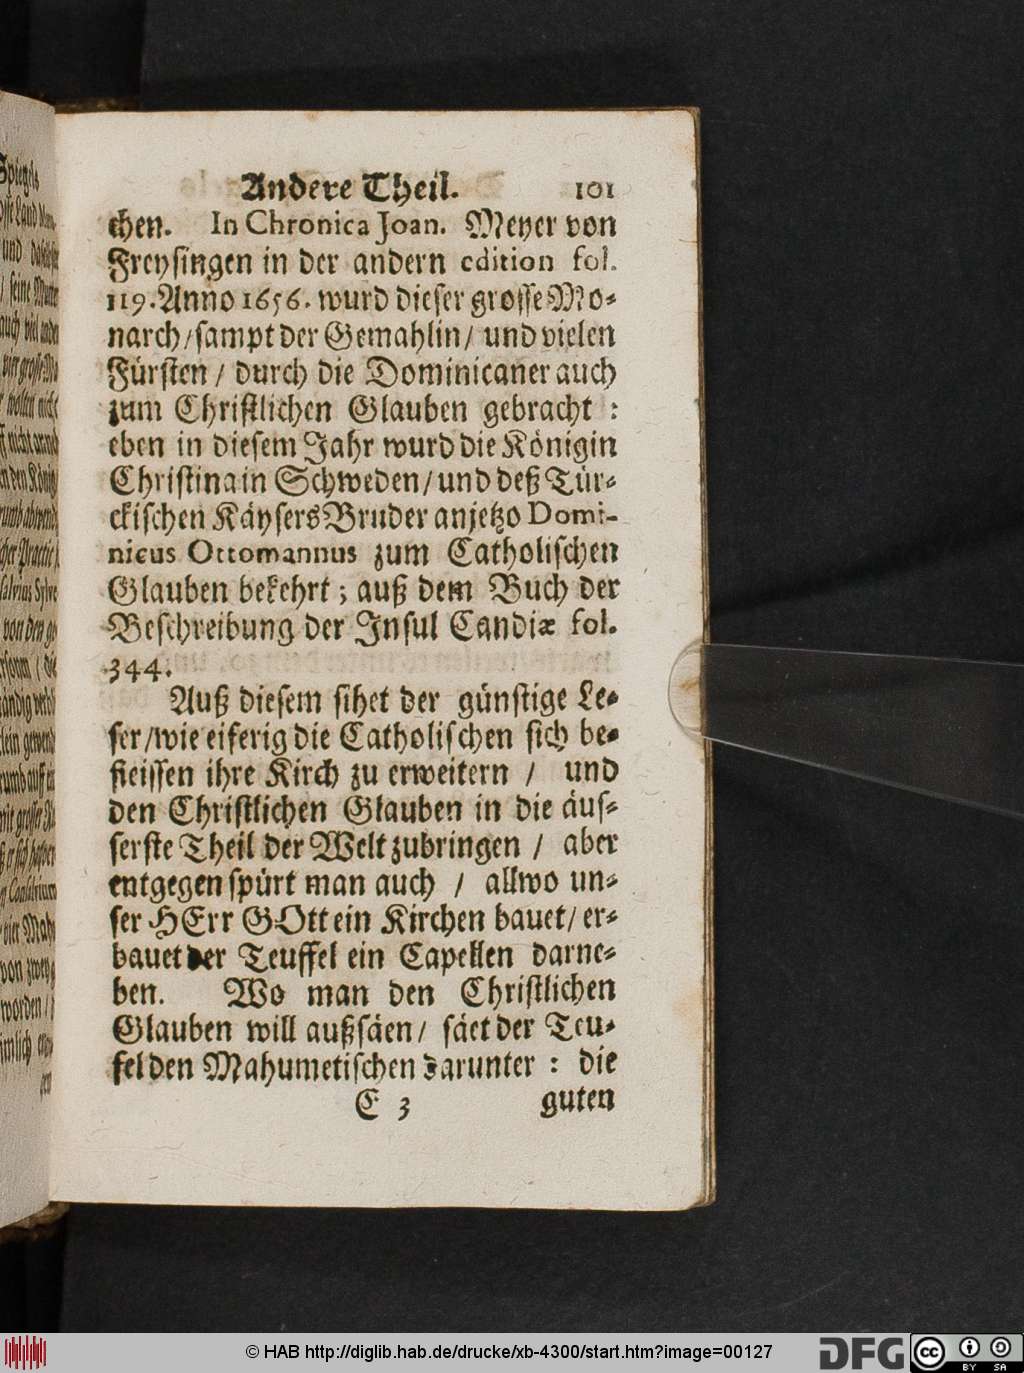 Andere Theil. 101
chen. In Chronica Joan. Meyer von
Freysingen in der andern edition fol.
119. Anno 1656. wurd dieser grosse Mo-
narch/ sampt der Gemahlin/ und vielen
Fürsten / durch die Dominicaner auch
zum Christlichen Glauben gebracht :
eben in diesem Jahr wurd die Königin
Christina in Schweden/ und deß Tür-
ckischen Käysers Bruder anjetzo Domi-
nicus Ottomannus zum Catholischen
Glauben bekehrt ; auß dem Buch der
Beschreibung der Insul Candiæ fol.
344.
Auß diesem sihet der günstige Le-
ser/wie eiferig die Catholischen sich be-
fleissen ihre Kirch zu erweitern / und
den Christlichen Glauben in die äus-
serste Theil der Welt zubringen / aber
entgegen spürt man auch / allwo un-
ser HErr GOtt ein Kirchen bauet/ er-
bauet der Teuffel ein Capellen darne-
ben. Wo man den Christlichen
Glauben will außsäen/ säet der Teu-
fel den Mahumetischen darunter : die
E 3 guten
© HAB http://diglib.hab.de/drucke/xb-4300/start.htm?image=00127
DFG
cc BY SA